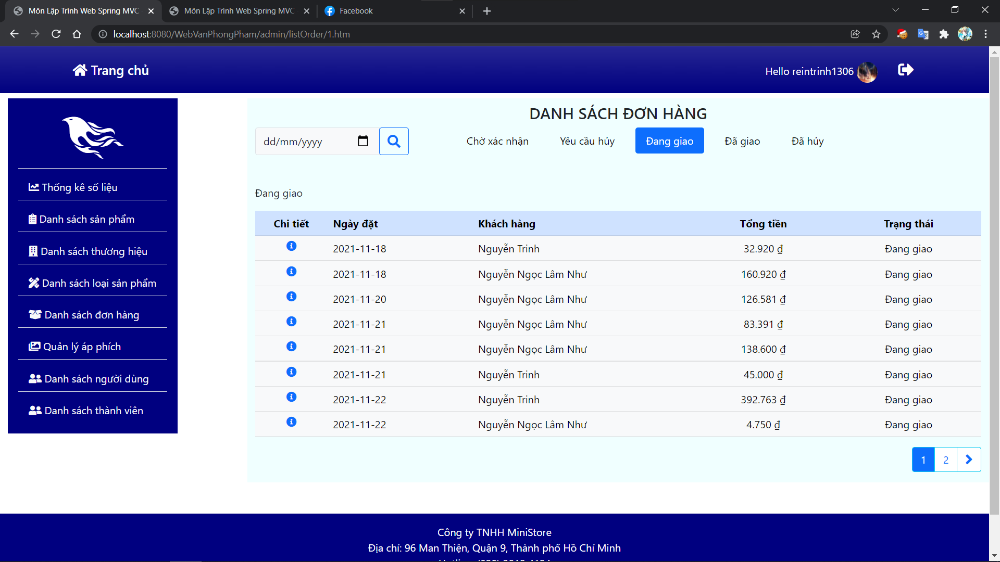 Môn Lập Trình Web Spring MVC
Môn Lập Trình Web Spring MVC
Facebook
localhost:8080/WebVanPhongPham/admin/listOrder/1.htm
Trang chủ
Hello reintrinh1306
Thống kê số liệu
Danh sách sản phẩm
Danh sách thương hiệu
Danh sách loại sản phẩm
Danh sách đơn hàng
Quản lý áp phích
Danh sách người dùng
Danh sách thành viên
DANH SÁCH ĐƠN HÀNG
dd/mm/yyyy
Chờ xác nhận Yêu cầu hủy Đang giao Đã giao Đã hủy
Đang giao
Chi tiết Ngày đặt Khách hàng Tổng tiền Trạng thái
2021-11-18 Nguyễn Trinh 32.920 ₫ Đang giao
2021-11-18 Nguyễn Ngọc Lâm Như 160.920 ₫ Đang giao
2021-11-20 Nguyễn Ngọc Lâm Như 126.581 ₫ Đang giao
2021-11-21 Nguyễn Ngọc Lâm Như 83.391 ₫ Đang giao
2021-11-21 Nguyễn Ngọc Lâm Như 138.600 ₫ Đang giao
2021-11-21 Nguyễn Trinh 45.000 ₫ Đang giao
2021-11-22 Nguyễn Trinh 392.763 ₫ Đang giao
2021-11-22 Nguyễn Ngọc Lâm Như 4.750 ₫ Đang giao
1 2
Công ty TNHH MiniStore
Địa chỉ: 96 Man Thiện, Quận 9, Thành phố Hồ Chí Minh